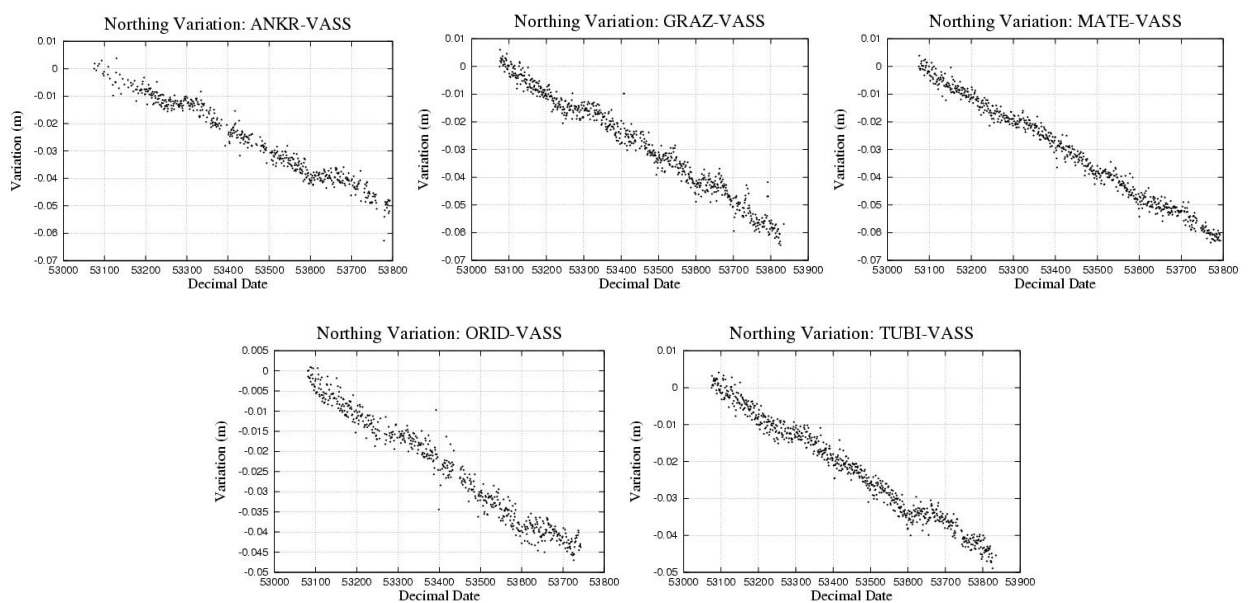 Northing Variation: ANKR-VASS
0.01
0
-0.01
-0.02
-0.03
-0.04
-0.05
-0.06
-0.07
Variation (m)
53000 53100 53200 53300 53400 53500 53600 53700 53800
Decimal Date
Northing Variation: GRAZ-VASS
0.01
0
-0.01
-0.02
-0.03
-0.04
-0.05
-0.06
-0.07
Variation (m)
53000 53100 53200 53300 53400 53500 53600 53700 53800 53900
Decimal Date
Northing Variation: MATE-VASS
0.01
0
-0.01
-0.02
-0.03
-0.04
-0.05
-0.06
-0.07
Variation (m)
53000 53100 53200 53300 53400 53500 53600 53700 53800
Decimal Date
Northing Variation: ORID-VASS
0.005
0
-0.005
-0.01
-0.015
-0.02
-0.025
-0.03
-0.035
-0.04
-0.045
-0.05
Variation (m)
53000 53100 53200 53300 53400 53500 53600 53700 53800
Decimal Date
Northing Variation: TUBI-VASS
0.01
0
-0.01
-0.02
-0.03
-0.04
-0.05
Variation (m)
53000 53100 53200 53300 53400 53500 53600 53700 53800 53900
Decimal Date